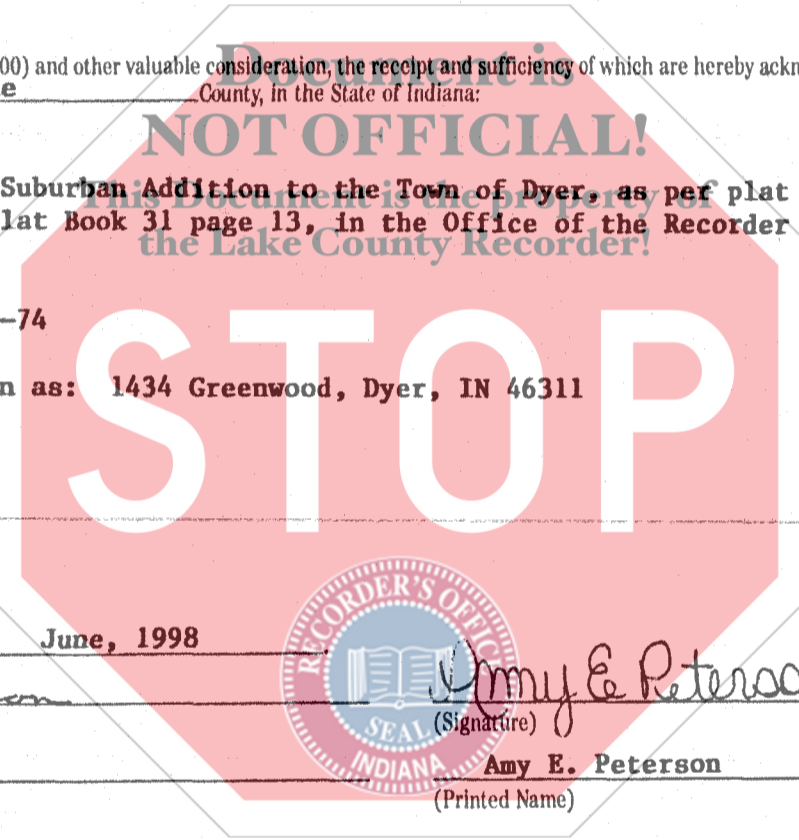 Document is
00) and other valuable consideration, the receipt and sufficiency of which are hereby ackn
e County, in the State of Indiana:
NOT OFFICIAL!
Suburban Addition to the Town of Dyer, as per plat
This Document is the property of
lat Book 31 page 13, in the Office of the Recorder
the Lake County Recorder!
-74
n as: 1434 Greenwood, Dyer, IN 46311
STOP
June, 1998
RECORDER'S OFFIC
SEAL
INDIANA
Amy E Peterso
(Signature)
Amy E. Peterson
(Printed Name)